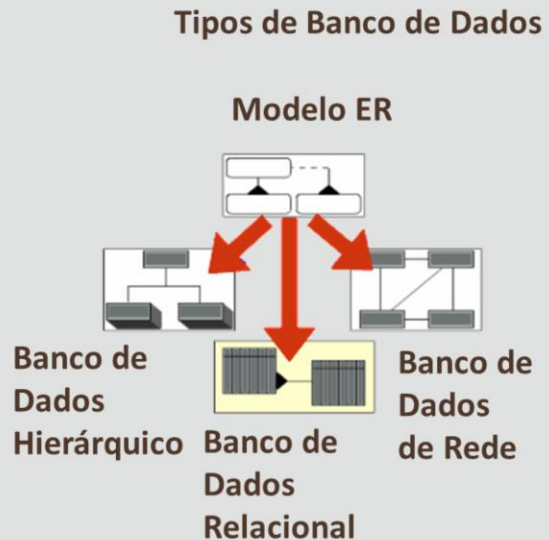 Tipos de Banco de Dados
Modelo ER
Banco de
Dados
Hierárquico
Banco de
Dados
Relacional
Banco de
Dados
de Rede